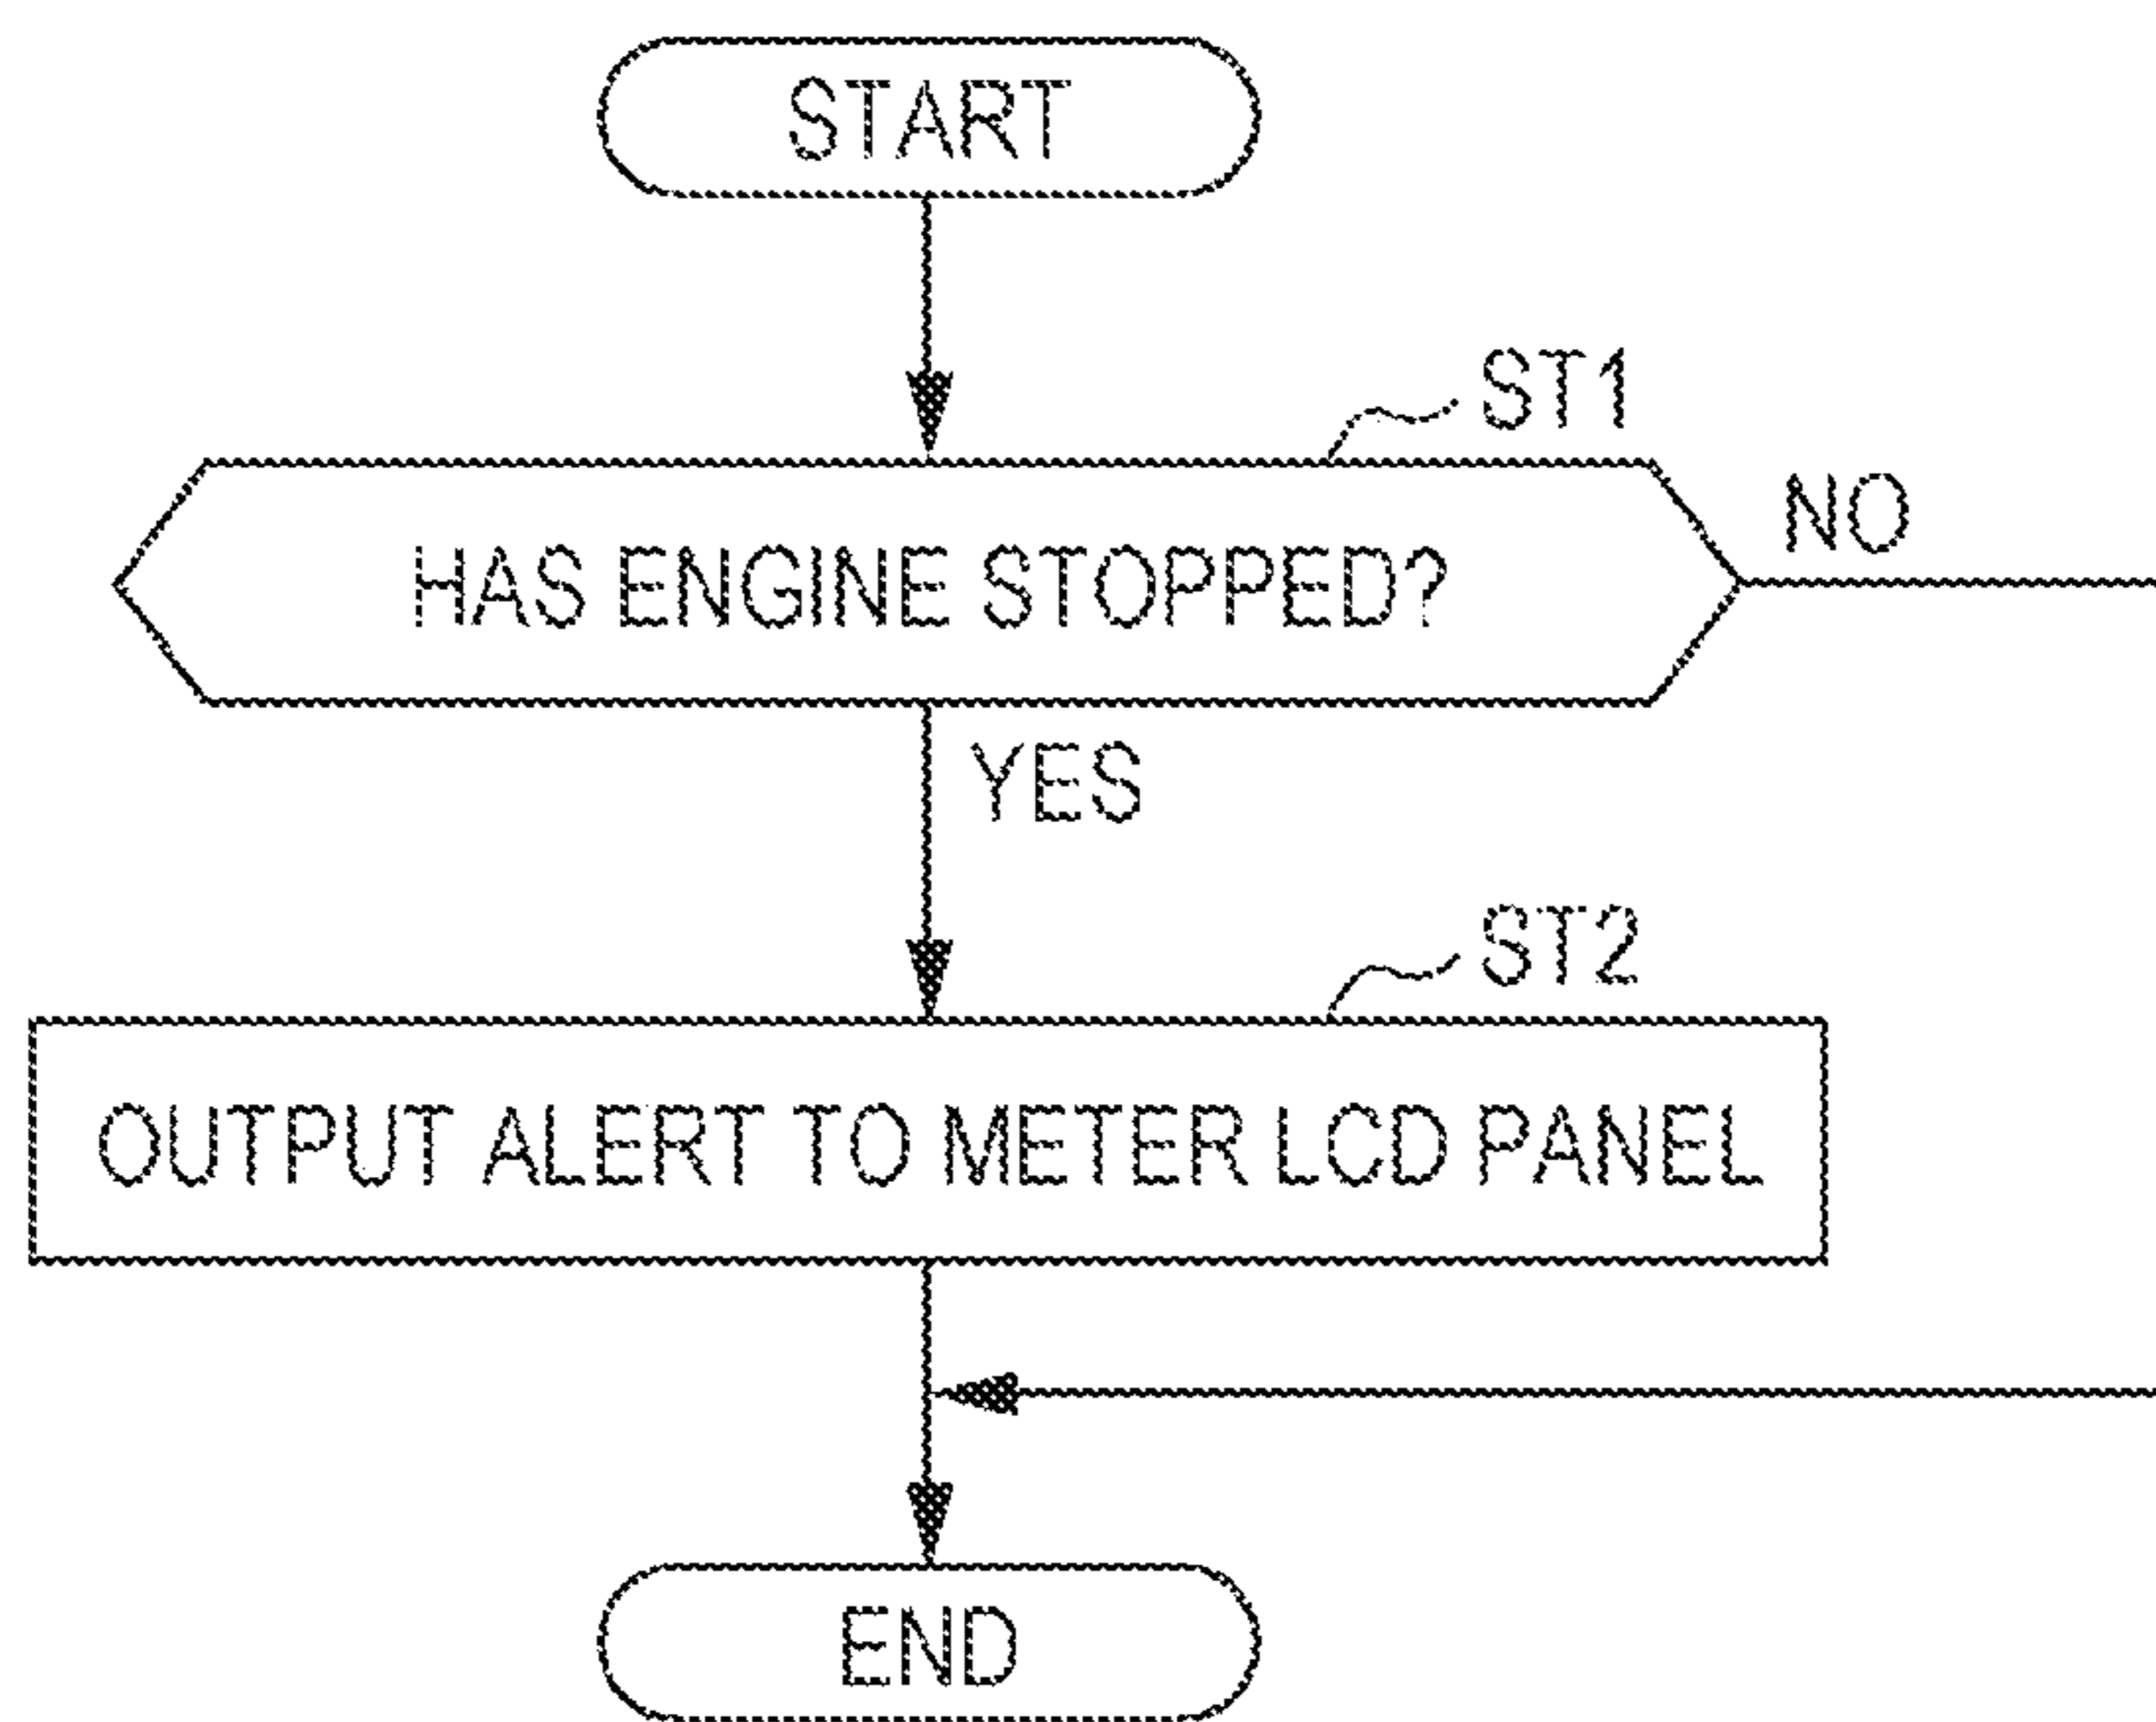 START
ST1
HAS ENGINE STOPPED?
NO
YES
ST2
OUTPUT ALERT TO METER LCD PANEL
END